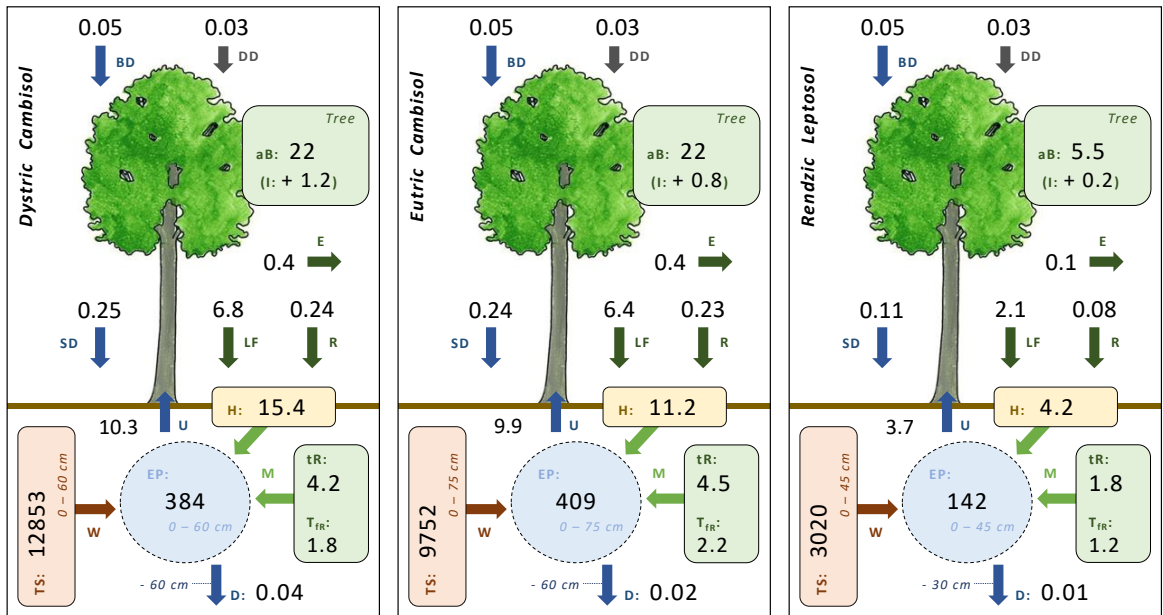 Dystric Cambisol
0.05
0.03
BD
DD
Tree
aB: 22
(I: + 1.2)
E
0.4
0.25
6.8
0.24
SD
LF
R
H: 15.4
10.3
U
TS: 12853
0 – 60 cm
W
EP:
384
0 – 60 cm
M
tR:
4.2
TfR:
1.8
- 60 cm
D: 0.04
Eutric Cambisol
0.05
0.03
BD
DD
Tree
aB: 22
(I: + 0.8)
E
0.4
0.24
6.4
0.23
SD
LF
R
H: 11.2
9.9
U
TS: 9752
0 – 75 cm
W
EP:
409
0 – 75 cm
M
tR:
4.5
TfR:
2.2
- 60 cm
D: 0.02
Rendzic Leptosol
0.05
0.03
BD
DD
Tree
aB: 5.5
(I: + 0.2)
E
0.1
0.11
2.1
0.08
SD
LF
R
H: 4.2
3.7
U
TS: 3020
0 – 45 cm
W
EP:
142
0 – 45 cm
M
tR:
1.8
TfR:
1.2
- 30 cm
D: 0.01